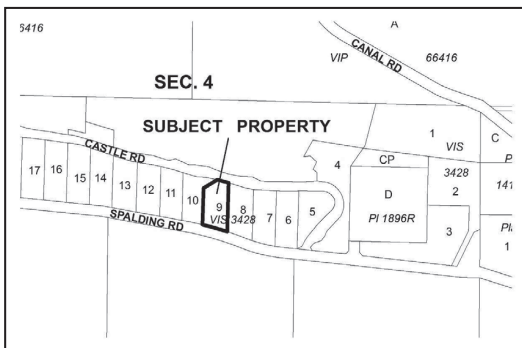 6416
A
CANAL RD
VIP
66416
SEC. 4
SUBJECT PROPERTY
CASTLE RD
1
VIS
C
P
CP
4
3428
2
141
17
16
15
14
13
12
11
10
9
8
7
6
5
D
VIS 3428
PI 1896R
SPALDING RD
3
Pla
1